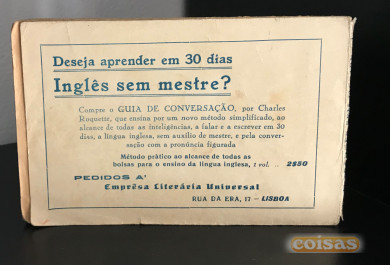 Deseja aprender em 30 dias
Inglês sem mestre?
Compre o GUIA DE CONVERSAÇÃO, por Charles
Roquette, que ensina por um novo método simplificado, ao
alcance de todas as inteligências, a falar e a escrever em 30
dias, a língua inglesa, sem auxílio de mestre, e pela conver-
sação com a pronúncia figurada
Método prático ao alcance de todas as
bolsas para o ensino da língua inglesa, 1 vol. .. 2$50
PEDIDOS A'
Emprêsa Literária Universal
RUA DA ERA, 17 – LISBOA
coisas